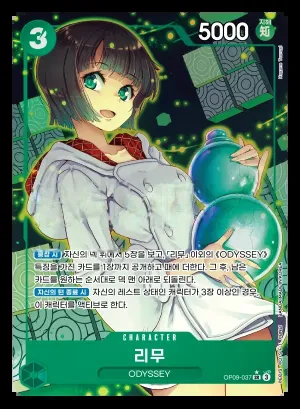 3
5000
지혜
知
등장 시 자신의 덱 위에서 5장을 보고, 「리무」 이외의 《ODYSSEY》
특징을 가진 카드를 1장까지 공개하고 패에 더한다. 그 후, 남은
카드를 원하는 순서대로 덱 맨 아래로 되돌린다.
자신의 턴 종료 시 자신의 레스트 상태인 캐릭터가 3장 이상인 경우,
이 캐릭터를 액티브로 한다.
CHARACTER
리무
ODYSSEY
OP09-037 SR 3